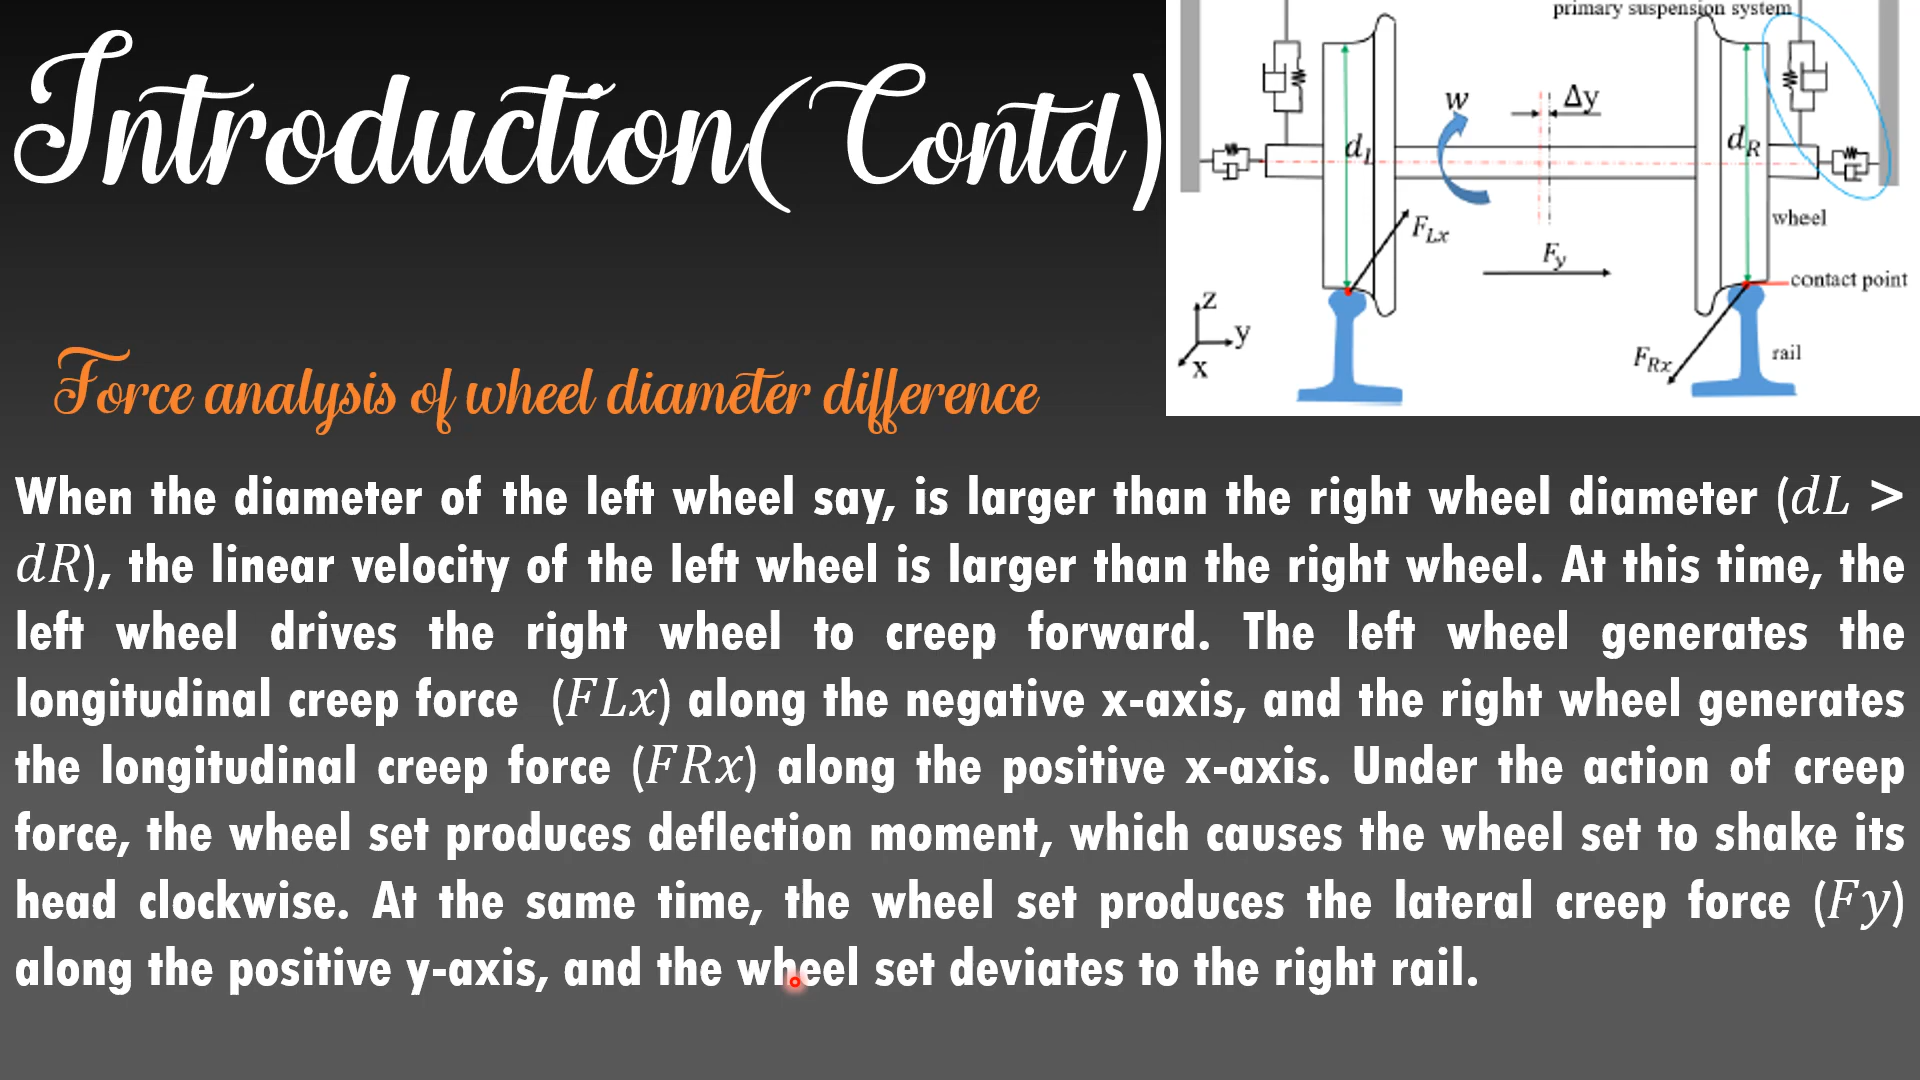 Introduction(Contd)
primary suspension system
w
Δy
dL
dR
wheel
FLx
Fy
contact point
z
y
x
FRx
rail
Force analysis of wheel diameter difference
When the diameter of the left wheel say, is larger than the right wheel diameter (dL >
dR), the linear velocity of the left wheel is larger than the right wheel. At this time, the
left wheel drives the right wheel to creep forward. The left wheel generates the
longitudinal creep force (FLx) along the negative x-axis, and the right wheel generates
the longitudinal creep force (FRx) along the positive x-axis. Under the action of creep
force, the wheel set produces deflection moment, which causes the wheel set to shake its
head clockwise. At the same time, the wheel set produces the lateral creep force (Fy)
along the positive y-axis, and the wheel set deviates to the right rail.